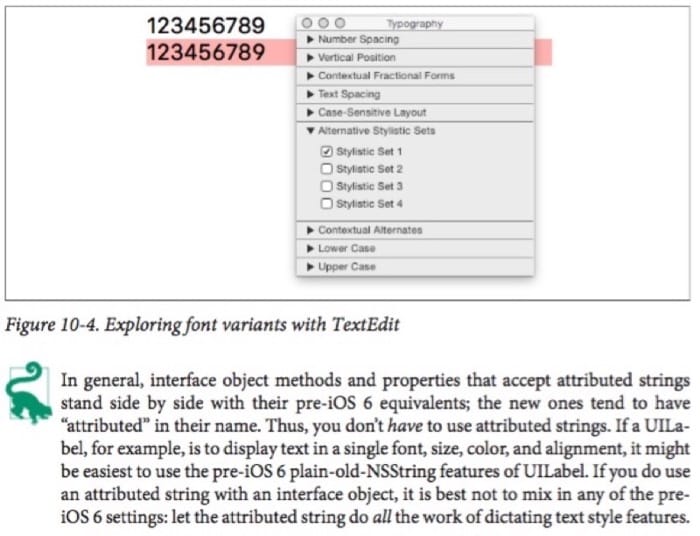 123456789
123456789
Typography
Number Spacing
Vertical Position
Contextual Fractional Forms
Text Spacing
Case-Sensitive Layout
Alternative Stylistic Sets
Stylistic Set 1
Stylistic Set 2
Stylistic Set 3
Stylistic Set 4
Contextual Alternates
Lower Case
Upper Case
Figure 10-4. Exploring font variants with TextEdit
In general, interface object methods and properties that accept attributed strings
stand side by side with their pre-iOS 6 equivalents; the new ones tend to have
“attributed” in their name. Thus, you don’t have to use attributed strings. If a UILa-
bel, for example, is to display text in a single font, size, color, and alignment, it might
be easiest to use the pre-iOS 6 plain-old-NSString features of UILabel. If you do use
an attributed string with an interface object, it is best not to mix in any of the pre-
iOS 6 settings: let the attributed string do all the work of dictating text style features.